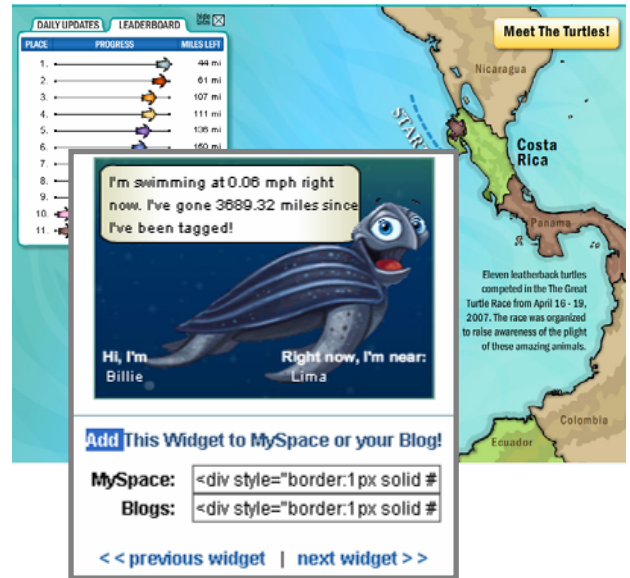 DAILY UPDATES
LEADERBOARD
hide
tabs
PLACE PROGRESS MILES LEFT
1. 44 mi
2. 61 mi
3. 107 mi
4. 111 mi
5. 136 mi
6.
7.
8.
9.
10.
11.
Meet The Turtles!
Nicaragua
START
Costa
Rica
Panama
Eleven leatherback turtles
competed in the The Great
Turtle Race from April 16 - 19,
2007. The race was organized
to raise awareness of the plight
of these amazing animals.
Colombia
Ecuador
I'm swimming at 0.06 mph right
now. I've gone 3689.32 miles since
I've been tagged!
Hi, I'm
Billie
Right now, I'm near:
Lima
Add This Widget to MySpace or your Blog!
MySpace: <div style="border:1px solid #
Blogs: <div style="border:1px solid #
< < previous widget | next widget > >